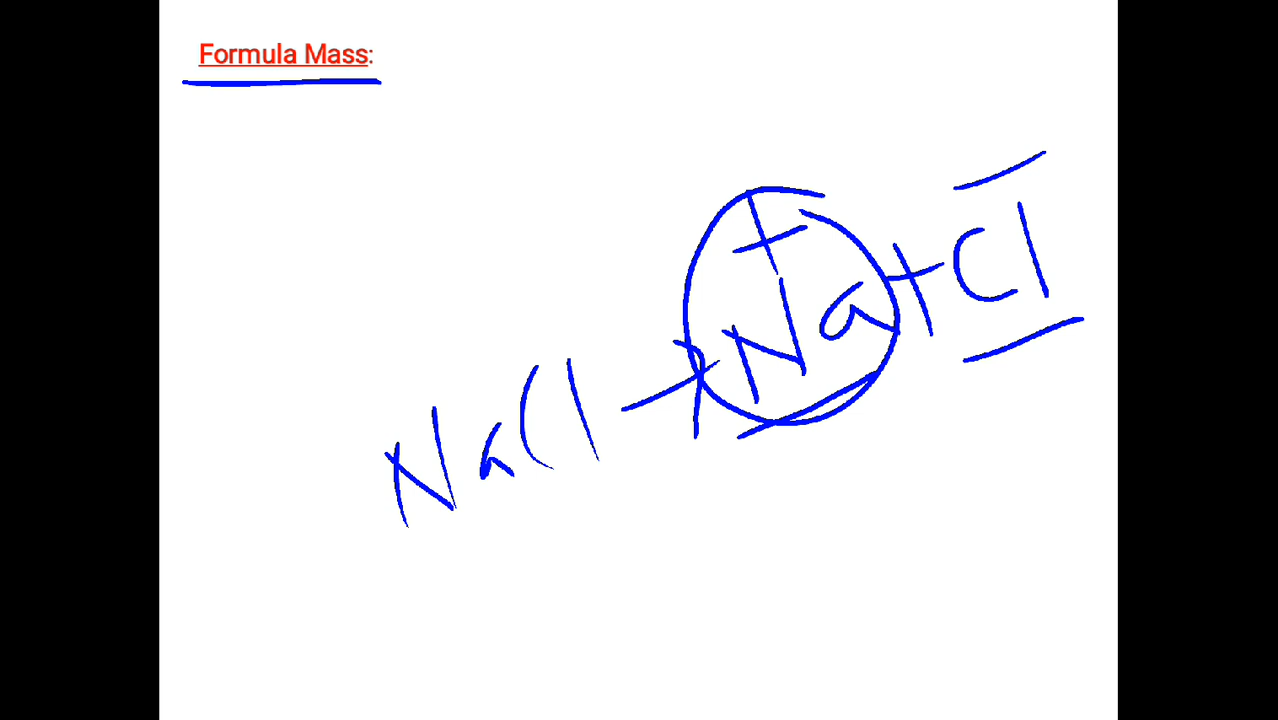 Formula Mass:
NaCl → Na⁺ + Cl⁻